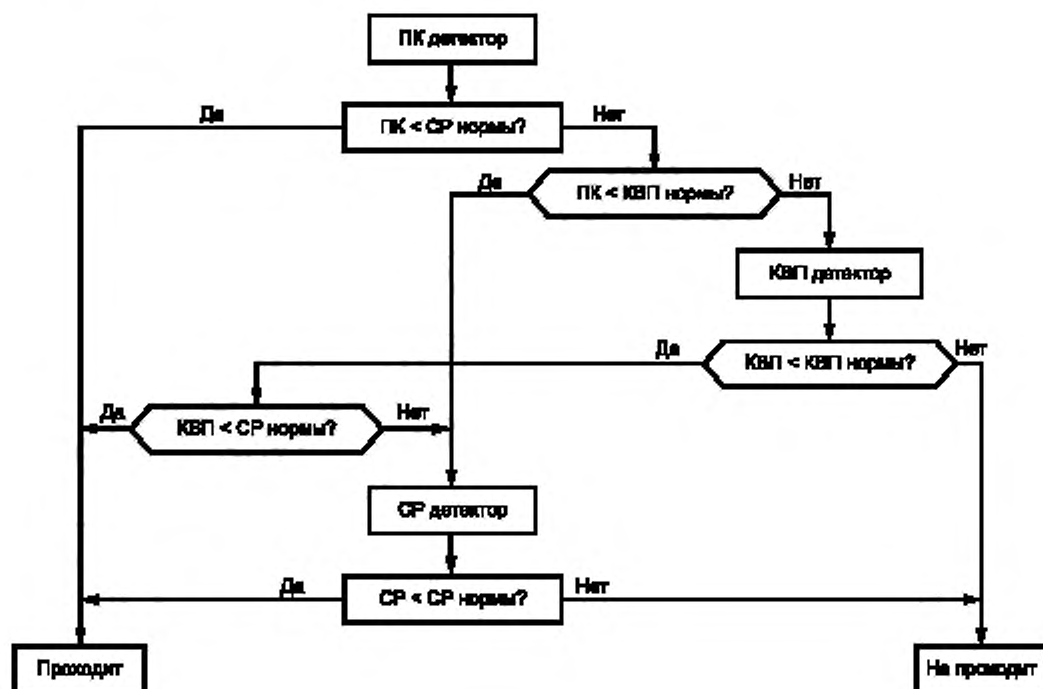 ПК детектор
Да
ПК < СР нормы?
Нет
Да
ПК < КВП нормы?
Нет
КВП детектор
Да
КВП < КВП нормы?
Нет
Да
КВП < СР нормы?
Нет
СР детектор
Да
СР < СР нормы?
Нет
Проходит
Не проходит